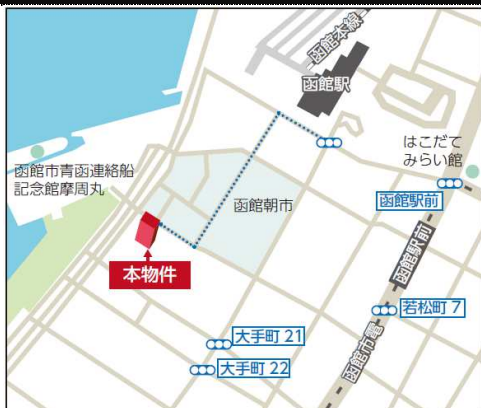 函館本線
函館駅
はこだて
みらい館
函館市青函連絡船
記念館摩周丸
函館駅前
函館朝市
函館駅前
本物件
若松町 7
大手町 21
函館市電
大手町 22